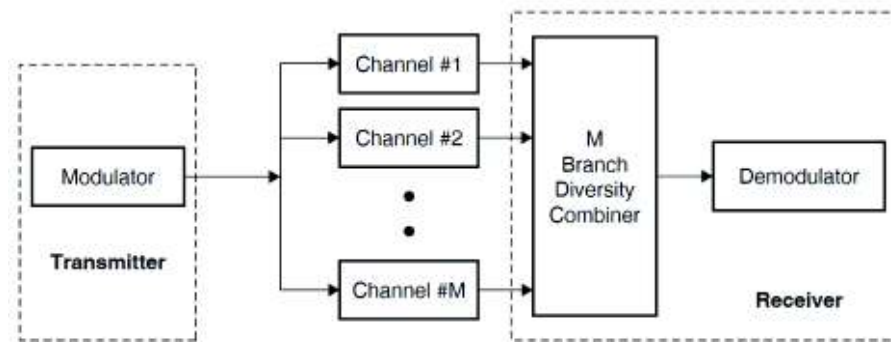 Channel #1
Channel #2
Channel #M
Modulator
Transmitter
M
Branch
Diversity
Combiner
Demodulator
Receiver